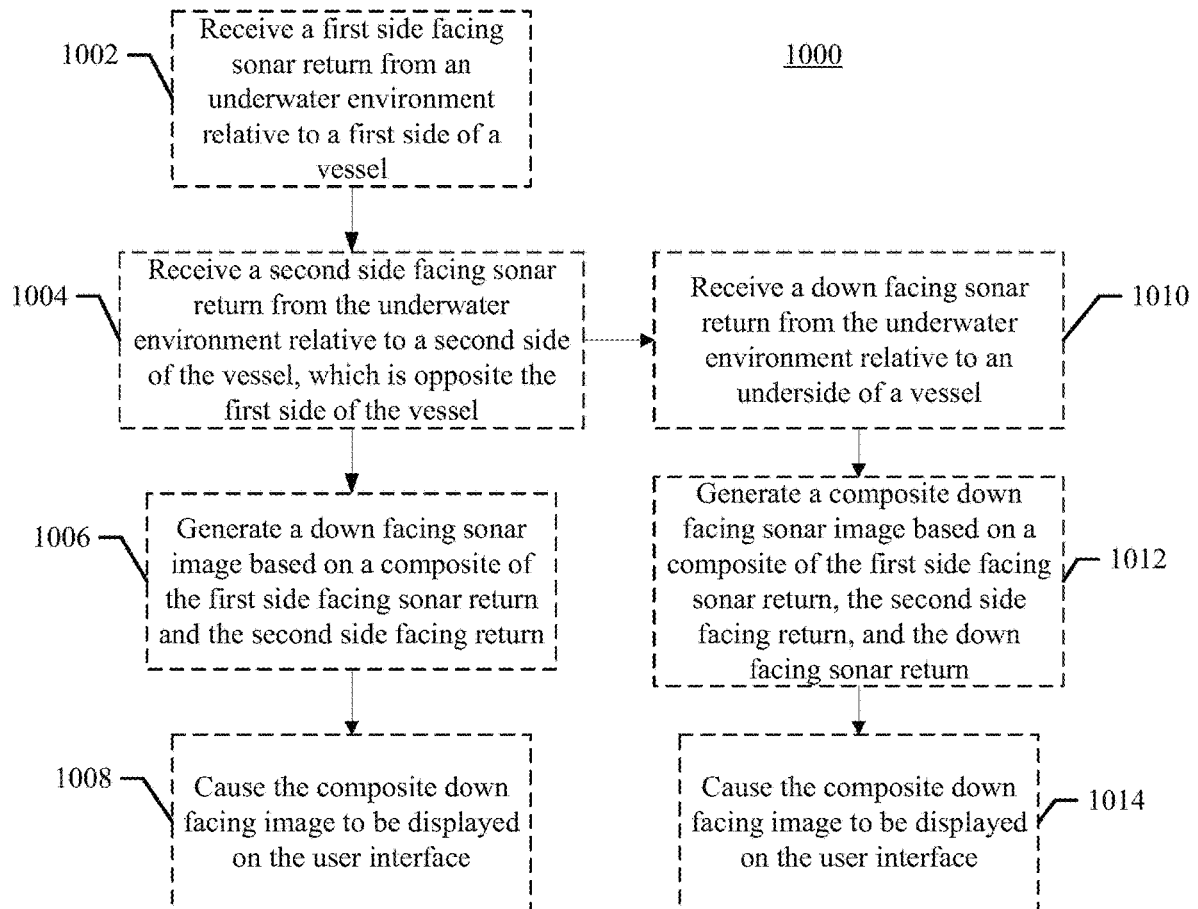 1000
1002
Receive a first side facing
sonar return from an
underwater environment
relative to a first side of a
vessel
1004
Receive a second side facing sonar
return from the underwater
environment relative to a second side
of the vessel, which is opposite the
first side of the vessel
1010
Receive a down facing sonar
return from the underwater
environment relative to an
underside of a vessel
1006
Generate a down facing sonar
image based on a composite of
the first side facing sonar return
and the second side facing return
1012
Generate a composite down
facing sonar image based on a
composite of the first side facing
sonar return, the second side
facing return, and the down
facing sonar return
1008
Cause the composite down
facing image to be displayed
on the user interface
1014
Cause the composite down
facing image to be displayed
on the user interface